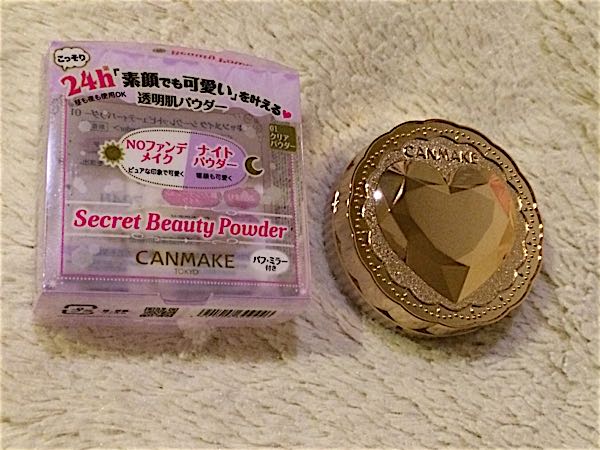 こっそり
24h「素顔でも可愛い」を叶える
昼も夜も使用OK
透明肌パウダー
01
クリア
パウダー
NOファンデ
メイク
ピュアな印象で可愛く
ナイト
パウダー
寝顔も可愛く
Secret Beauty Powder
CANMAKE
TOKYO
パフ・ミラー
付き
CANMAKE